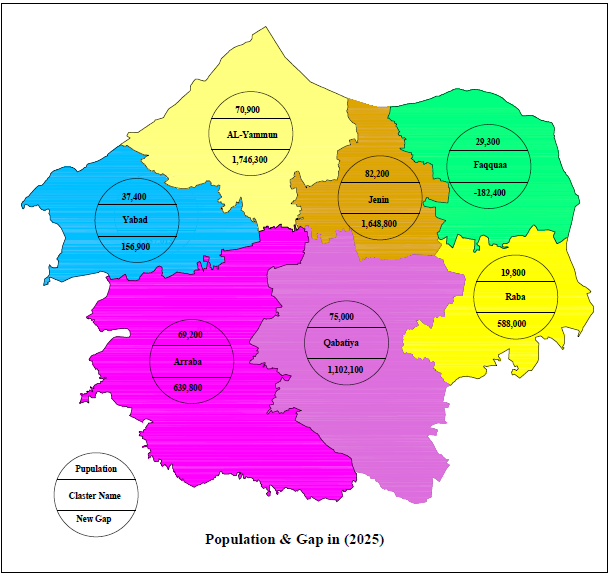 70,900
AL-Yammun
1,746,300
29,300
Faqquaa
-182,400
82,200
Jenin
1,648,800
37,400
Yabad
156,900
19,800
Raba
588,000
75,000
Qabatiya
1,102,100
69,200
Arraba
639,800
Pupulation
Claster Name
New Gap
Population & Gap in (2025)